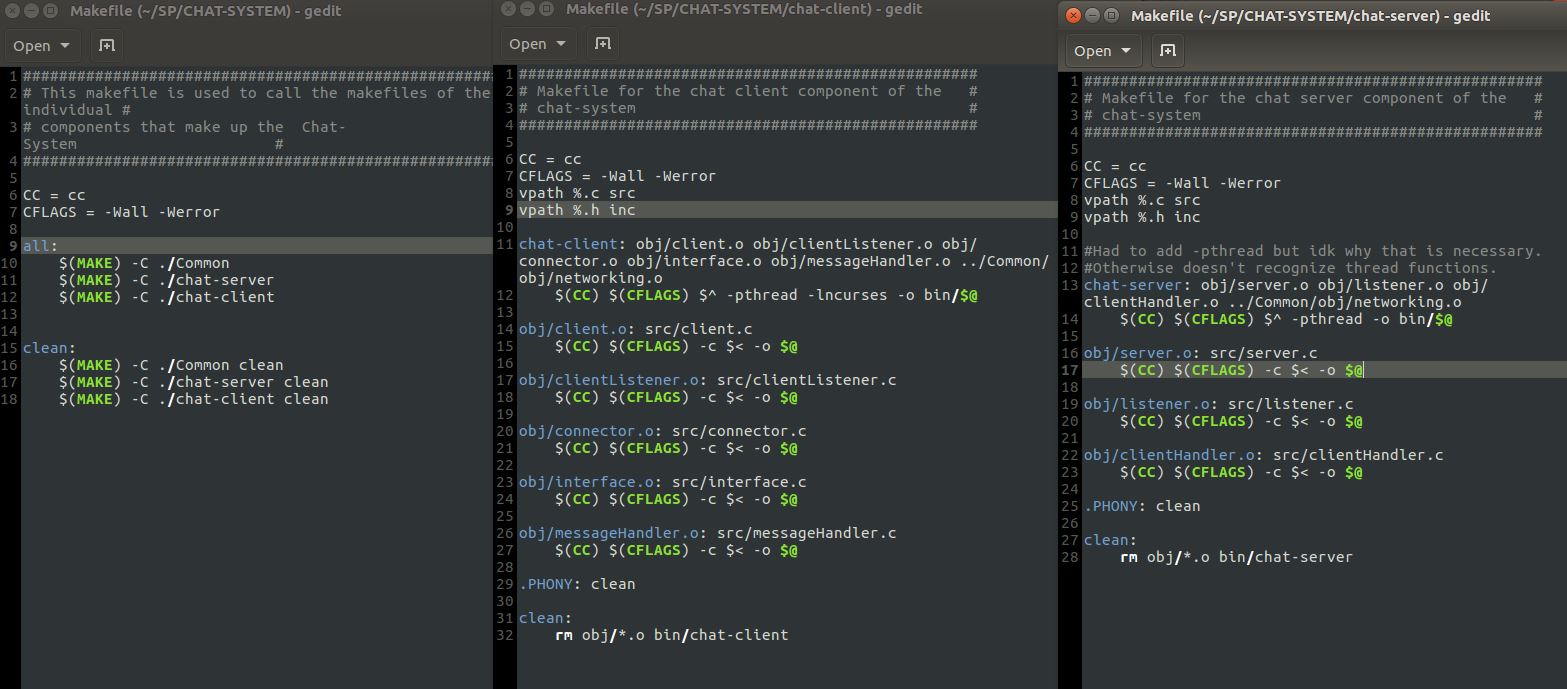 Makefile (~/SP/CHAT-SYSTEM) - gedit
Open
1 ####################################################
2 # This makefile is used to call the makefiles of the
individual #
3 # components that make up the  Chat-
System                      #
4 ####################################################
5
6 CC = cc
7 CFLAGS = -Wall -Werror
8
9 all:
10     $(MAKE) -C ./Common
11     $(MAKE) -C ./chat-server
12     $(MAKE) -C ./chat-client
13
14
15 clean:
16     $(MAKE) -C ./Common clean
17     $(MAKE) -C ./chat-server clean
18     $(MAKE) -C ./chat-client clean
Makefile (~/SP/CHAT-SYSTEM/chat-client) - gedit
Open
1 ###################################################
2 # Makefile for the chat client component of the   #
3 # chat-system                                     #
4 ###################################################
5
6 CC = cc
7 CFLAGS = -Wall -Werror
8 vpath %.c src
9 vpath %.h inc
10
11 chat-client: obj/client.o obj/clientListener.o obj/
connector.o obj/interface.o obj/messageHandler.o ../Common/
obj/networking.o
12     $(CC) $(CFLAGS) $^ -pthread -lncurses -o bin/$@
13
14 obj/client.o: src/client.c
15     $(CC) $(CFLAGS) -c $< -o $@
16
17 obj/clientListener.o: src/clientListener.c
18     $(CC) $(CFLAGS) -c $< -o $@
19
20 obj/connector.o: src/connector.c
21     $(CC) $(CFLAGS) -c $< -o $@
22
23 obj/interface.o: src/interface.c
24     $(CC) $(CFLAGS) -c $< -o $@
25
26 obj/messageHandler.o: src/messageHandler.c
27     $(CC) $(CFLAGS) -c $< -o $@
28
29 .PHONY: clean
30
31 clean:
32     rm obj/*.o bin/chat-client
Makefile (~/SP/CHAT-SYSTEM/chat-server) - gedit
Open
1 ###################################################
2 # Makefile for the chat server component of the   #
3 # chat-system                                     #
4 ###################################################
5
6 CC = cc
7 CFLAGS = -Wall -Werror
8 vpath %.c src
9 vpath %.h inc
10
11 #Had to add -pthread but idk why that is necessary.
12 #Otherwise doesn't recognize thread functions.
13 chat-server: obj/server.o obj/listener.o obj/
clientHandler.o ../Common/obj/networking.o
14     $(CC) $(CFLAGS) $^ -pthread -o bin/$@
15
16 obj/server.o: src/server.c
17     $(CC) $(CFLAGS) -c $< -o $@
18
19 obj/listener.o: src/listener.c
20     $(CC) $(CFLAGS) -c $< -o $@
21
22 obj/clientHandler.o: src/clientHandler.c
23     $(CC) $(CFLAGS) -c $< -o $@
24
25 .PHONY: clean
26
27 clean:
28     rm obj/*.o bin/chat-server